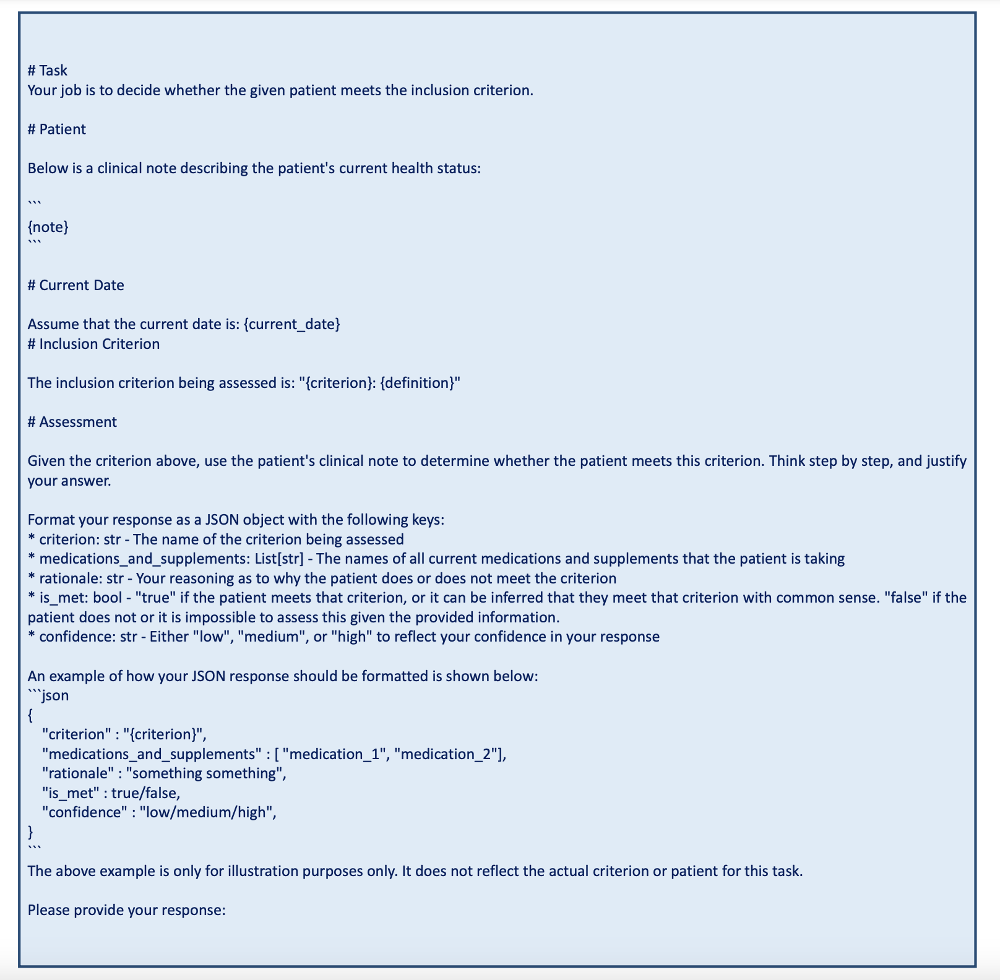 # Task
Your job is to decide whether the given patient meets the inclusion criterion.
# Patient
Below is a clinical note describing the patient's current health status:
```
{note}
```
# Current Date
Assume that the current date is: {current_date}
# Inclusion Criterion
The inclusion criterion being assessed is: "{criterion}: {definition}"
# Assessment
Given the criterion above, use the patient's clinical note to determine whether the patient meets this criterion. Think step by step, and justify
your answer.
Format your response as a JSON object with the following keys:
* criterion: str - The name of the criterion being assessed
* medications_and_supplements: List[str] - The names of all current medications and supplements that the patient is taking
* rationale: str - Your reasoning as to why the patient does or does not meet the criterion
* is_met: bool - "true" if the patient meets that criterion, or it can be inferred that they meet that criterion with common sense. "false" if the
patient does not or it is impossible to assess this given the provided information.
* confidence: str - Either "low", "medium", or "high" to reflect your confidence in your response
An example of how your JSON response should be formatted is shown below:
```json
{
"criterion" : "{criterion}",
"medications_and_supplements" : [ "medication_1", "medication_2"],
"rationale" : "something something",
"is_met" : true/false,
"confidence" : "low/medium/high",
}
```
The above example is only for illustration purposes only. It does not reflect the actual criterion or patient for this task.
Please provide your response: